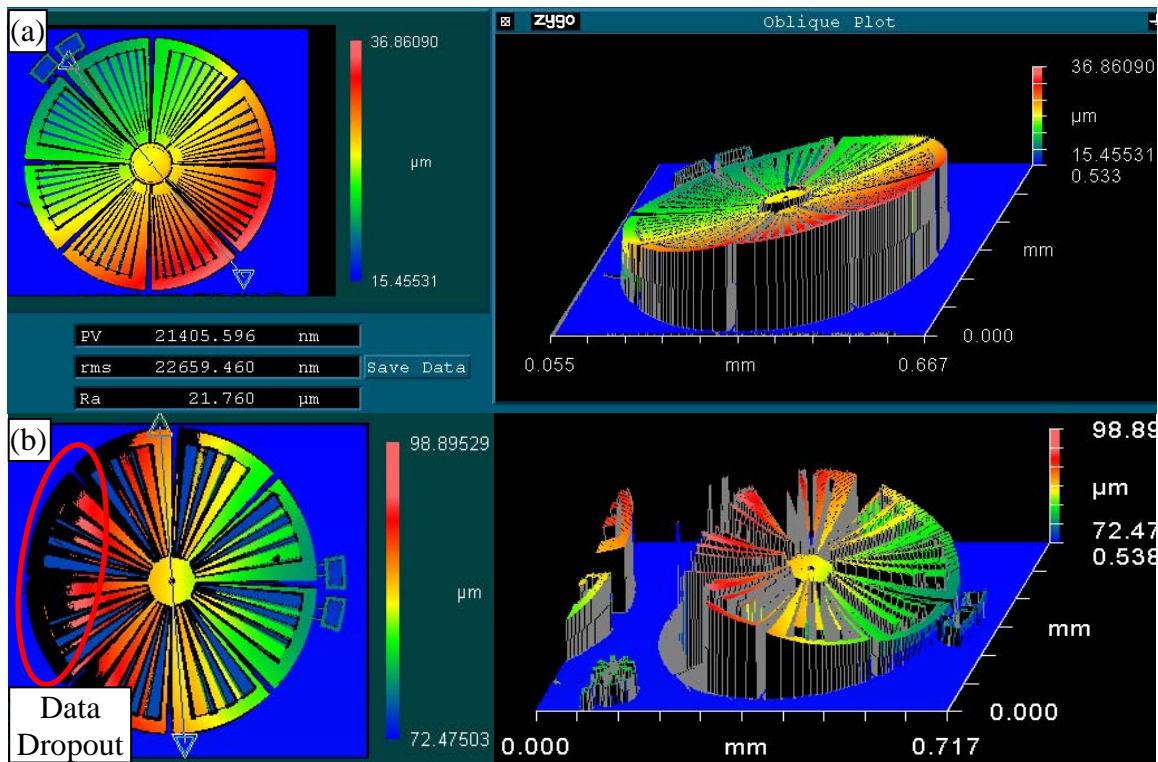 (a)
36.86090
µm
15.45531
PV 21405.596 nm
rms 22659.460 nm
Save Data
Ra 21.760 µm
zygo
Oblique Plot
36.86090
µm
15.45531
0.533
mm
0.000
0.055
mm
0.667
(b)
98.89529
µm
72.47503
Data
Dropout
98.89
µm
72.47
0.538
mm
0.000
0.000
mm
0.717